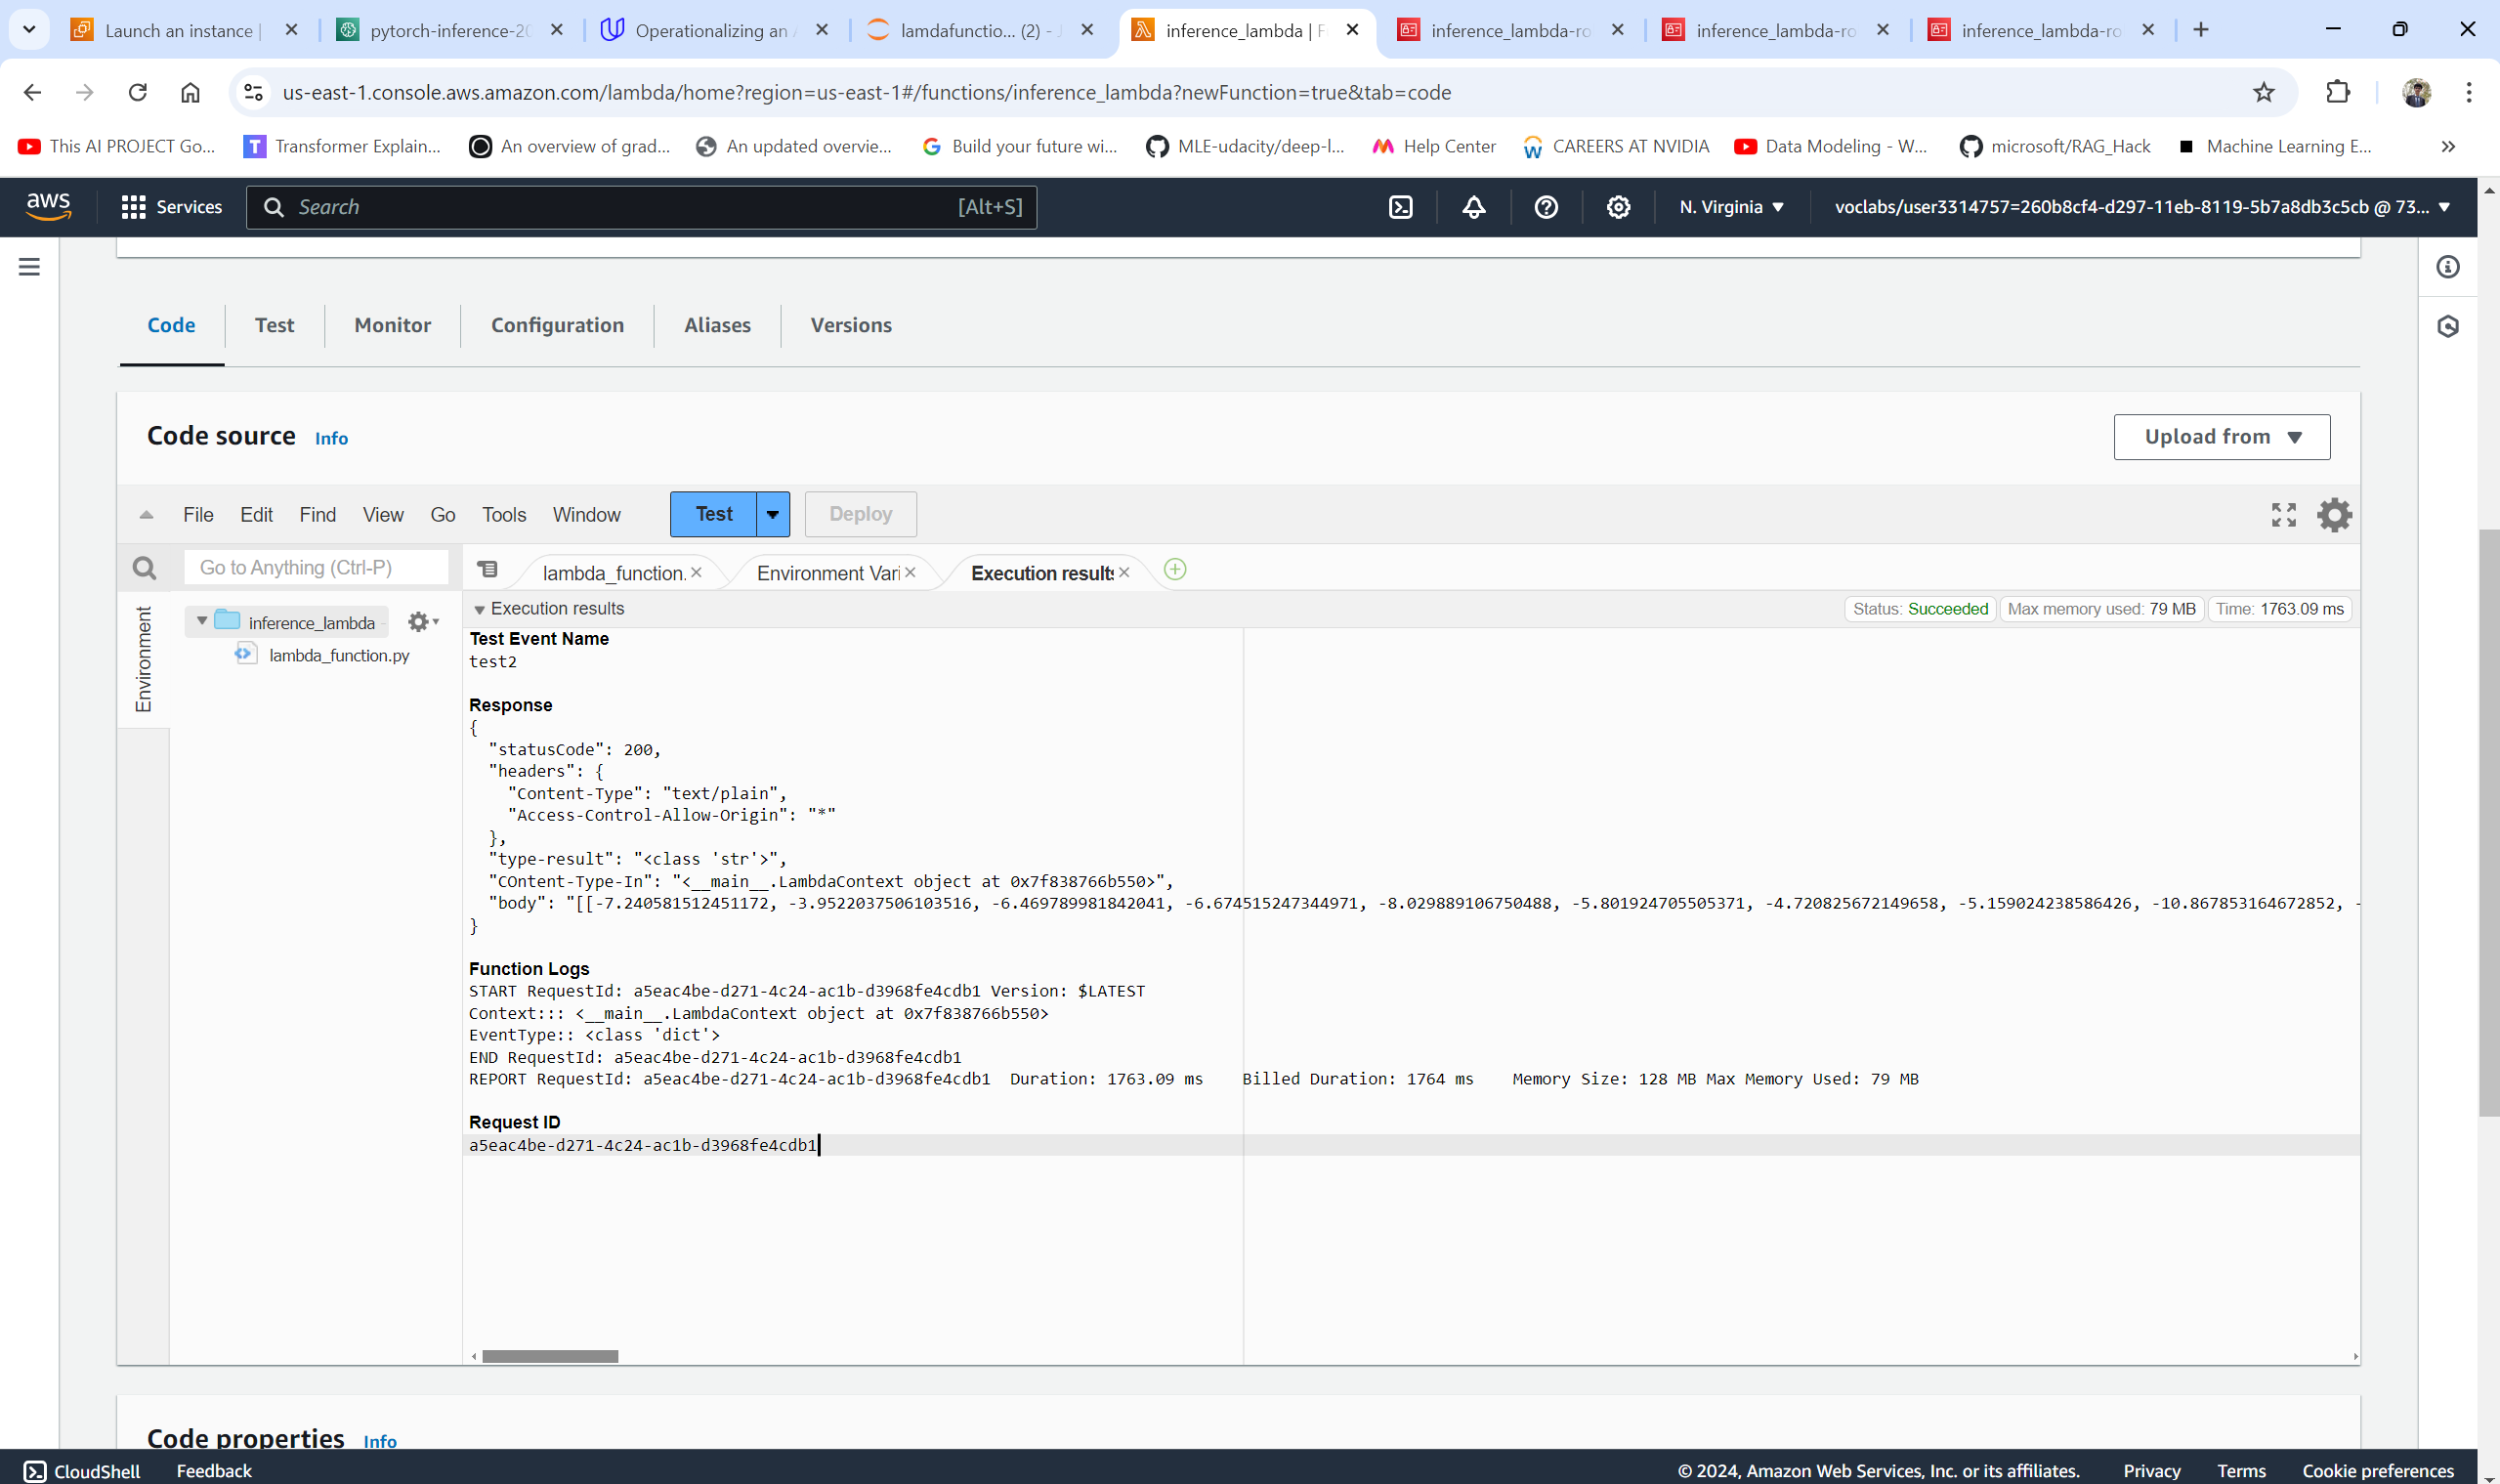 Launch an instance |
pytorch-inference-20
Operationalizing an
lamdafunctio... (2) -
inference_lambda | F
inference_lambda-ro
inference_lambda-ro
inference_lambda-ro
us-east-1.console.aws.amazon.com/lambda/home?region=us-east-1#/functions/inference_lambda?newFunction=true&tab=code
This AI PROJECT Go...
Transformer Explain...
An overview of grad...
An updated overvie...
Build your future wi...
MLE-udacity/deep-l...
Help Center
CAREERS AT NVIDIA
Data Modeling - W...
microsoft/RAG_Hack
Machine Learning E...
aws
Services
Search
[Alt+S]
N. Virginia
voclabs/user3314757=260b8cf4-d297-11eb-8119-5b7a8db3c5cb @ 73...
Code
Test
Monitor
Configuration
Aliases
Versions
Code source Info
Upload from
File Edit Find View Go Tools Window
Test
Deploy
Go to Anything (Ctrl-P)
lambda_function.
Environment Vari
Execution results
Environment
inference_lambda
lambda_function.py
Execution results
Status: Succeeded
Max memory used: 79 MB
Time: 1763.09 ms
Test Event Name
test2
Response
{
"statusCode": 200,
"headers": {
"Content-Type": "text/plain",
"Access-Control-Allow-Origin": "*"
},
"type-result": "<class 'str'>",
"COntent-Type-In": "<__main__.LambdaContext object at 0x7f838766b550>",
"body": "[[-7.240581512451172, -3.9522037506103516, -6.469789981842041, -6.674515247344971, -8.029889106750488, -5.801924705505371, -4.720825672149658, -5.159024238586426, -10.867853164672852, -
}
Function Logs
START RequestId: a5eac4be-d271-4c24-ac1b-d3968fe4cdb1 Version: $LATEST
Context::: <__main__.LambdaContext object at 0x7f838766b550>
EventType:: <class 'dict'>
END RequestId: a5eac4be-d271-4c24-ac1b-d3968fe4cdb1
REPORT RequestId: a5eac4be-d271-4c24-ac1b-d3968fe4cdb1 Duration: 1763.09 ms Billed Duration: 1764 ms Memory Size: 128 MB Max Memory Used: 79 MB
Request ID
a5eac4be-d271-4c24-ac1b-d3968fe4cdb1
Code properties Info
CloudShell
Feedback
© 2024, Amazon Web Services, Inc. or its affiliates.
Privacy
Terms
Cookie preferences